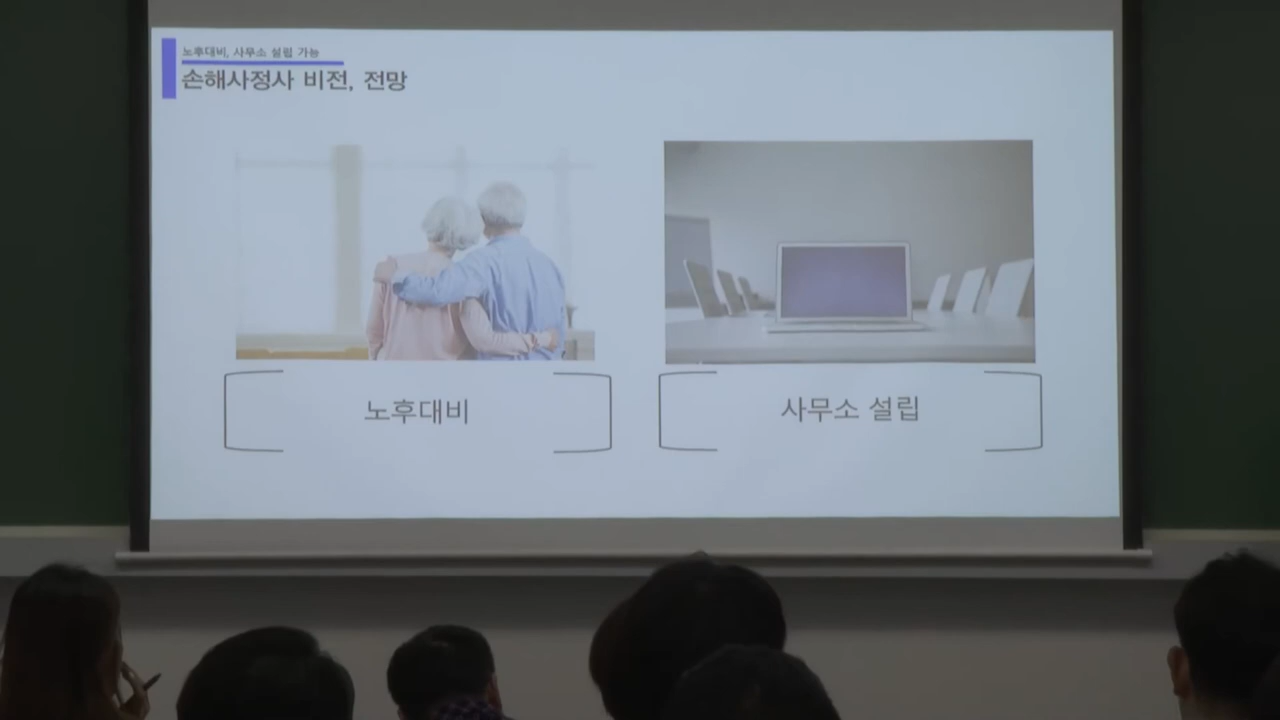 노후대비, 사무소 설립 가능
손해사정사 비전, 전망
노후대비
사무소 설립